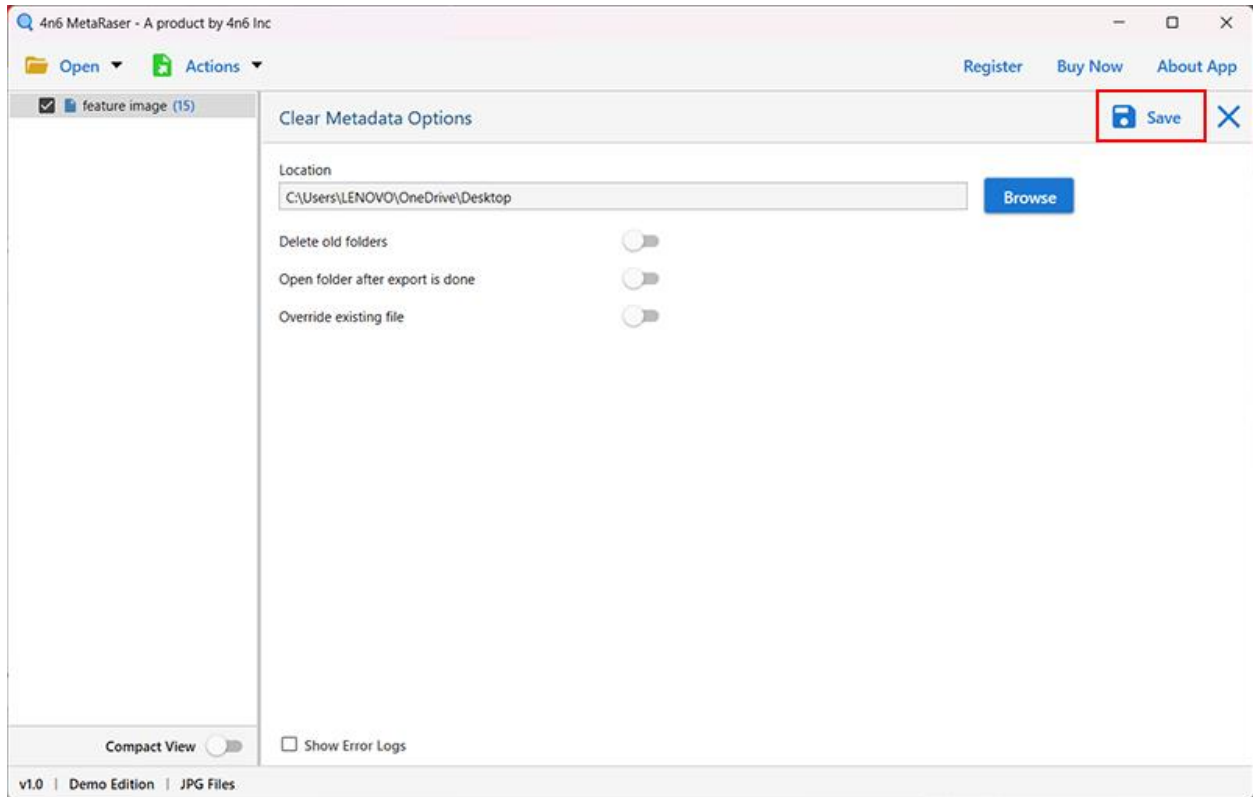 4n6 MetaRaser - A product by 4n6 Inc
Open Actions Register Buy Now About App
feature image (15)
Clear Metadata Options Save
Location
C:\Users\LENOVO\OneDrive\Desktop Browse
Delete old folders
Open folder after export is done
Override existing file
Compact View Show Error Logs
v1.0 | Demo Edition | JPG Files